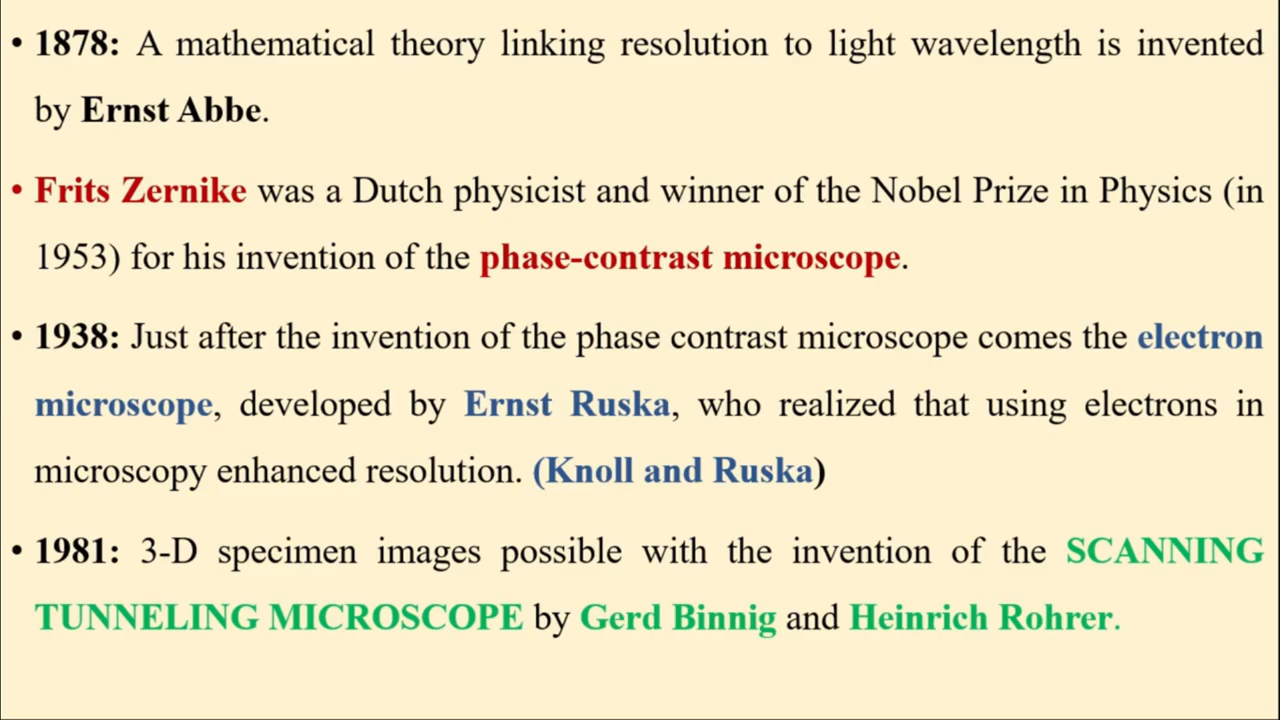 • 1878: A mathematical theory linking resolution to light wavelength is invented
by Ernst Abbe.
• Frits Zernike was a Dutch physicist and winner of the Nobel Prize in Physics (in
1953) for his invention of the phase-contrast microscope.
• 1938: Just after the invention of the phase contrast microscope comes the electron
microscope, developed by Ernst Ruska, who realized that using electrons in
microscopy enhanced resolution. (Knoll and Ruska)
• 1981: 3-D specimen images possible with the invention of the SCANNING
TUNNELING MICROSCOPE by Gerd Binnig and Heinrich Rohrer.